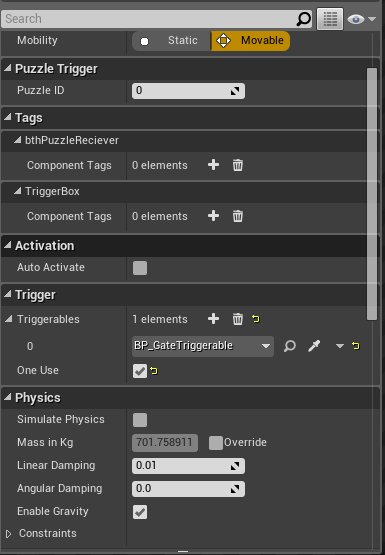 Search
Mobility Static Movable
Puzzle Trigger
Puzzle ID 0
Tags
bthPuzzleReciever
Component Tags 0 elements
TriggerBox
Component Tags 0 elements
Activation
Auto Activate
Trigger
Triggerables 1 elements
0 BP_GateTriggerable
One Use
Physics
Simulate Physics
Mass in Kg 701.758911 Override
Linear Damping 0.01
Angular Damping 0.0
Enable Gravity
Constraints